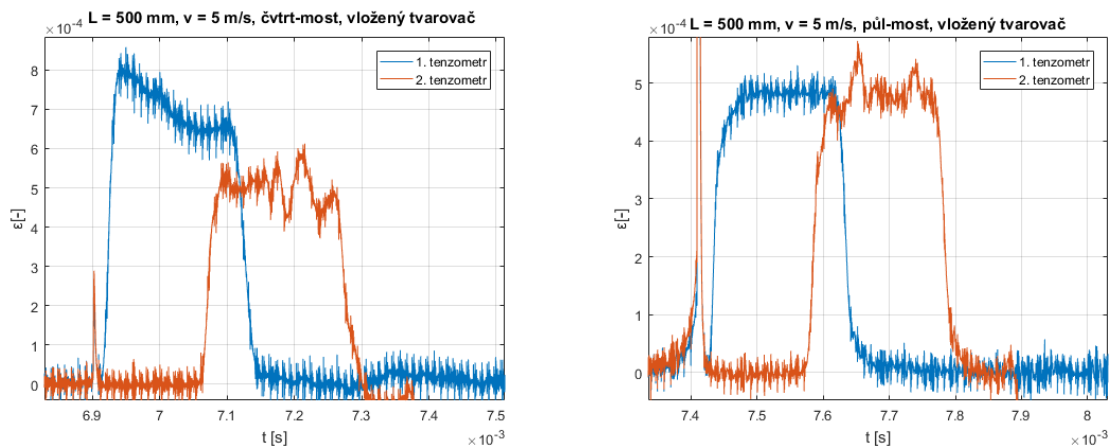 L = 500 mm, v = 5 m/s, čvtrt-most, vložený tvarovač
×10⁻⁴
8
7
6
5
4
3
2
1
0
ε[-]
1. tenzometr
2. tenzometr
6.9 7 7.1 7.2 7.3 7.4 7.5
t [s]
×10⁻³
L = 500 mm, v = 5 m/s, půl-most, vložený tvarovač
×10⁻⁴
5
4
3
2
1
0
ε[-]
1. tenzometr
2. tenzometr
7.4 7.5 7.6 7.7 7.8 7.9 8
t [s]
×10⁻³